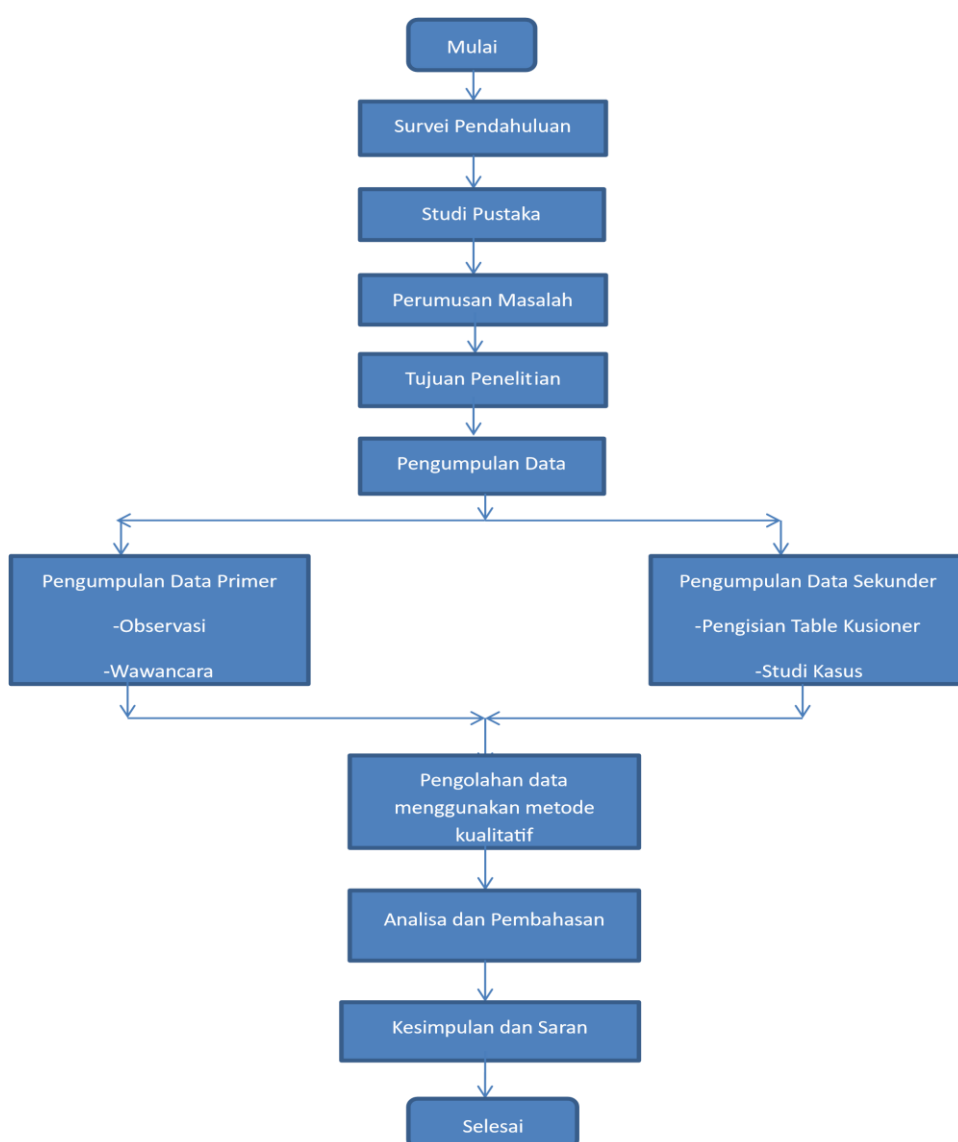 Mulai
Survei Pendahuluan
Studi Pustaka
Perumusan Masalah
Tujuan Penelitian
Pengumpulan Data
Pengumpulan Data Primer
-Observasi
-Wawancara
Pengumpulan Data Sekunder
-Pengisian Table Kusioner
-Studi Kasus
Pengolahan data
menggunakan metode
kualitatif
Analisa dan Pembahasan
Kesimpulan dan Saran
Selesai